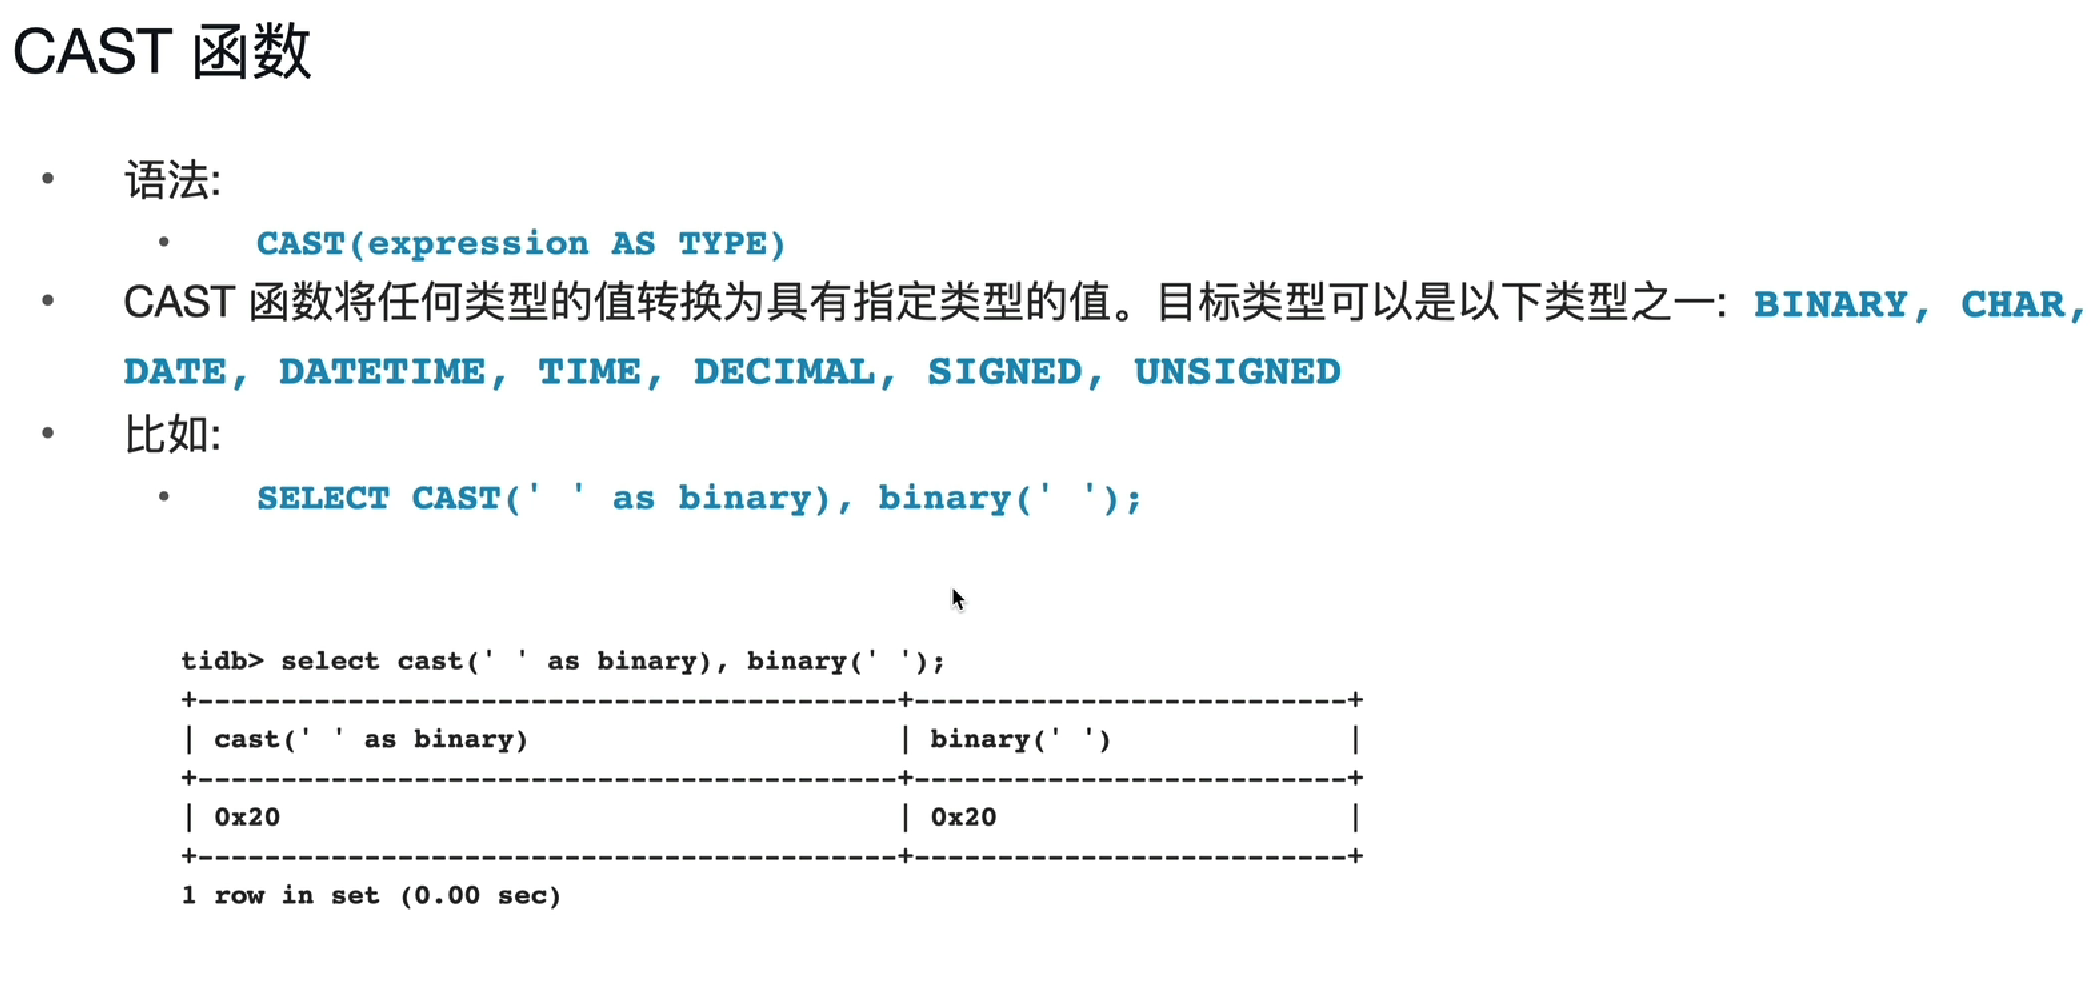 CAST 函数
• 语法:
• CAST(expression AS TYPE)
• CAST 函数将任何类型的值转换为具有指定类型的值。目标类型可以是以下类型之一: BINARY, CHAR,
DATE, DATETIME, TIME, DECIMAL, SIGNED, UNSIGNED
• 比如:
• SELECT CAST(' ' as binary), binary(' ');
tidb> select cast(' ' as binary), binary(' ');
+------------------------------------------+--------------------------+
| cast(' ' as binary) | binary(' ') |
+------------------------------------------+--------------------------+
| 0x20 | 0x20 |
+------------------------------------------+--------------------------+
1 row in set (0.00 sec)